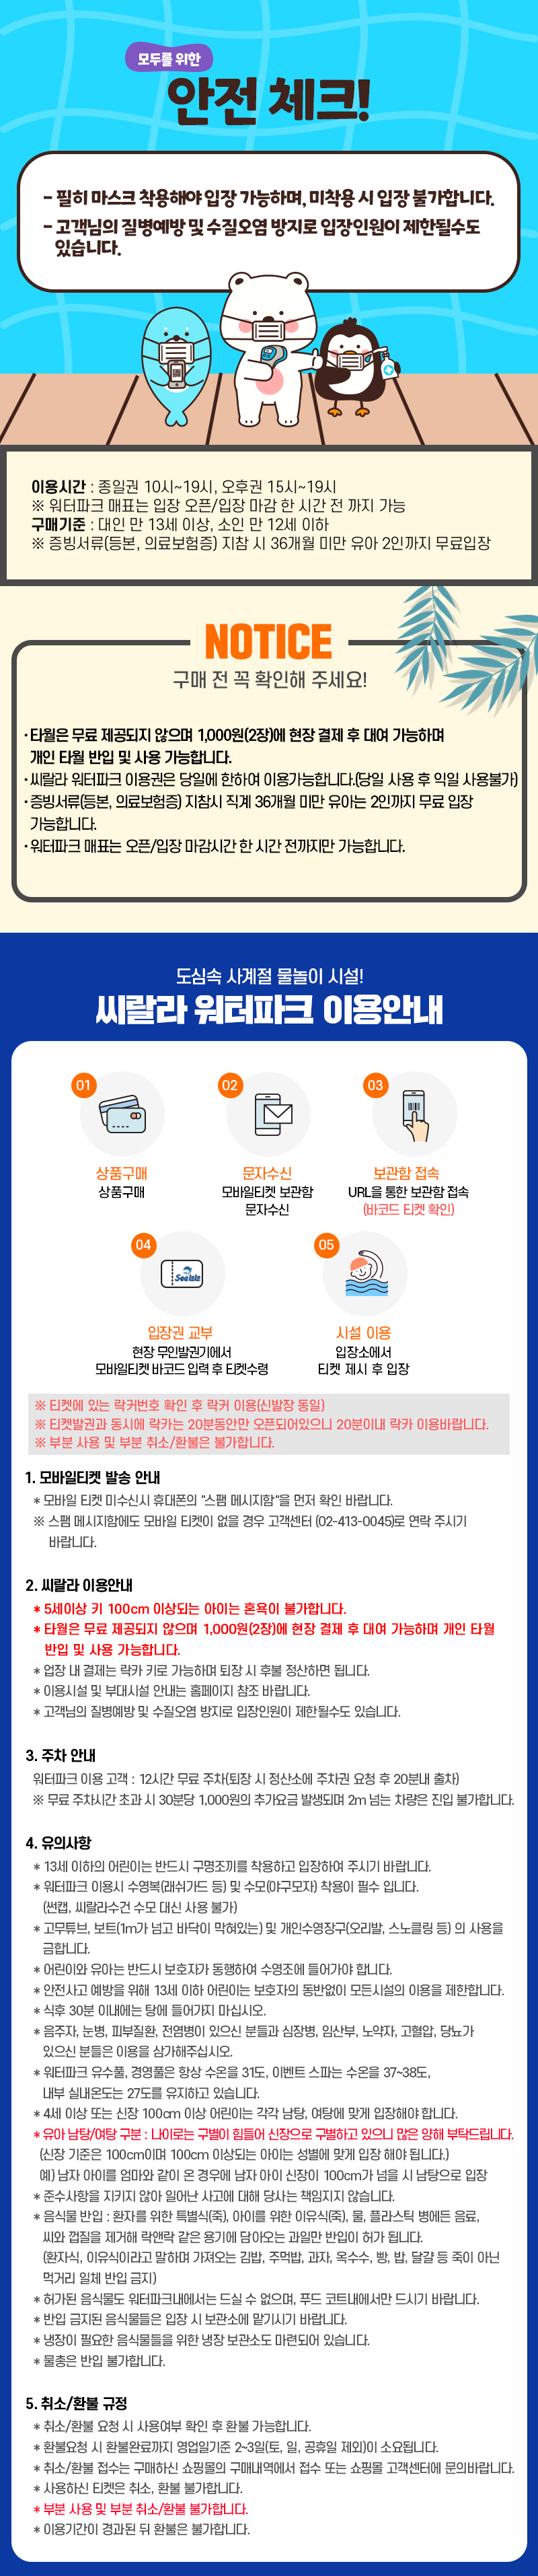 모두를 위한
안전 체크!
- 필히 마스크 착용해야 입장 가능하며, 미착용 시 입장 불가합니다.
- 고객님의 질병예방 및 수질오염 방지로 입장인원이 제한될수도
있습니다.
이용시간 : 종일권 10시~19시, 오후권 15시~19시
※ 워터파크 매표는 입장 오픈/입장 마감 한 시간 전 까지 가능
구매기준 : 대인 만 13세 이상, 소인 만 12세 이하
※ 증빙서류(등본, 의료보험증) 지참 시 36개월 미만 유아 2인까지 무료입장
NOTICE
구매 전 꼭 확인해 주세요!
· 타월은 무료 제공되지 않으며 1,000원(2장)에 현장 결제 후 대여 가능하며
개인 타월 반입 및 사용 가능합니다.
· 씨랄라 워터파크 이용권은 당일에 한하여 이용가능합니다.(당일 사용 후 익일 사용불가)
· 증빙서류(등본, 의료보험증) 지참시 직계 36개월 미만 유아는 2인까지 무료 입장
가능합니다.
· 워터파크 매표는 오픈/입장 마감시간 한 시간 전까지만 가능합니다.
도심속 사계절 물놀이 시설!
씨랄라 워터파크 이용안내
01 02 03
상품구매 문자수신 보관함 접속
상품구매 모바일티켓 보관함 URL을 통한 보관함 접속
문자수신 (바코드 티켓 확인)
04 05
Sealala
입장권 교부 시설 이용
현장 무인발권기에서 입장소에서
모바일티켓 바코드 입력 후 티켓수령 티켓 제시 후 입장
※ 티켓에 있는 락커번호 확인 후 락커 이용(신발장 동일)
※ 티켓발권과 동시에 락카는 20분동안만 오픈되어있으니 20분이내 락카 이용바랍니다.
※ 부분 사용 및 부분 취소/환불은 불가합니다.
1. 모바일티켓 발송 안내
* 모바일 티켓 미수신시 휴대폰의 "스팸 메시지함"을 먼저 확인 바랍니다.
※ 스팸 메시지함에도 모바일 티켓이 없을 경우 고객센터 (02-413-0045)로 연락 주시기
바랍니다.
2. 씨랄라 이용안내
* 5세이상 키 100cm 이상되는 아이는 혼욕이 불가합니다.
* 타월은 무료 제공되지 않으며 1,000원(2장)에 현장 결제 후 대여 가능하며 개인 타월
반입 및 사용 가능합니다.
* 업장 내 결제는 락카 키로 가능하며 퇴장 시 후불 정산하면 됩니다.
* 이용시설 및 부대시설 안내는 홈페이지 참조 바랍니다.
* 고객님의 질병예방 및 수질오염 방지로 입장인원이 제한될수도 있습니다.
3. 주차 안내
워터파크 이용 고객 : 12시간 무료 주차(퇴장 시 정산소에 주차권 요청 후 20분내 출차)
※ 무료 주차시간 초과 시 30분당 1,000원의 추가요금 발생되며 2m 넘는 차량은 진입 불가합니다.
4. 유의사항
* 13세 이하의 어린이는 반드시 구명조끼를 착용하고 입장하여 주시기 바랍니다.
* 워터파크 이용시 수영복(래쉬가드 등) 및 수모(야구모자) 착용이 필수 입니다.
(썬캡, 씨랄라수건 수모 대신 사용 불가)
* 고무튜브, 보트(1m가 넘고 바닥이 막혀있는) 및 개인수영장구(오리발, 스노클링 등) 의 사용을
금합니다.
* 어린이와 유아는 반드시 보호자가 동행하여 수영조에 들어가야 합니다.
* 안전사고 예방을 위해 13세 이하 어린이는 보호자의 동반없이 모든시설의 이용을 제한합니다.
* 식후 30분 이내에는 탕에 들어가지 마십시오.
* 음주자, 눈병, 피부질환, 전염병이 있으신 분들과 심장병, 임산부, 노약자, 고혈압, 당뇨가
있으신 분들은 이용을 삼가해주십시오.
* 워터파크 유수풀, 경영풀은 항상 수온을 31도, 이벤트 스파는 수온을 37~38도,
내부 실내온도는 27도를 유지하고 있습니다.
* 4세 이상 또는 신장 100cm 이상 어린이는 각각 남탕, 여탕에 맞게 입장해야 합니다.
* 유아 남탕/여탕 구분 : 나이로는 구별이 힘들어 신장으로 구별하고 있으니 많은 양해 부탁드립니다.
(신장 기준은 100cm이며 100cm 이상되는 아이는 성별에 맞게 입장 해야 됩니다.)
예) 남자 아이를 엄마와 같이 온 경우에 남자 아이 신장이 100cm가 넘을 시 남탕으로 입장
* 준수사항을 지키지 않아 일어난 사고에 대해 당사는 책임지지 않습니다.
* 음식물 반입 : 환자를 위한 특별식(죽), 아이를 위한 이유식(죽), 물, 플라스틱 병에든 음료,
씨와 껍질을 제거해 락앤락 같은 용기에 담아오는 과일만 반입이 허가 됩니다.
(환자식, 이유식이라고 말하며 가져오는 김밥, 주먹밥, 과자, 옥수수, 빵, 밥, 달걀 등 죽이 아닌
먹거리 일체 반입 금지)
* 허가된 음식물도 워터파크내에서는 드실 수 없으며, 푸드 코트내에서만 드시기 바랍니다.
* 반입 금지된 음식물들은 입장 시 보관소에 맡기시기 바랍니다.
* 냉장이 필요한 음식물들을 위한 냉장 보관소도 마련되어 있습니다.
* 물총은 반입 불가합니다.
5. 취소/환불 규정
* 취소/환불 요청 시 사용여부 확인 후 환불 가능합니다.
* 환불요청 시 환불완료까지 영업일기준 2~3일(토, 일, 공휴일 제외)이 소요됩니다.
* 취소/환불 접수는 구매하신 쇼핑몰의 구매내역에서 접수 또는 쇼핑몰 고객센터에 문의바랍니다.
* 사용하신 티켓은 취소, 환불 불가합니다.
* 부분 사용 및 부분 취소/환불 불가합니다.
* 이용기간이 경과된 뒤 환불은 불가합니다.